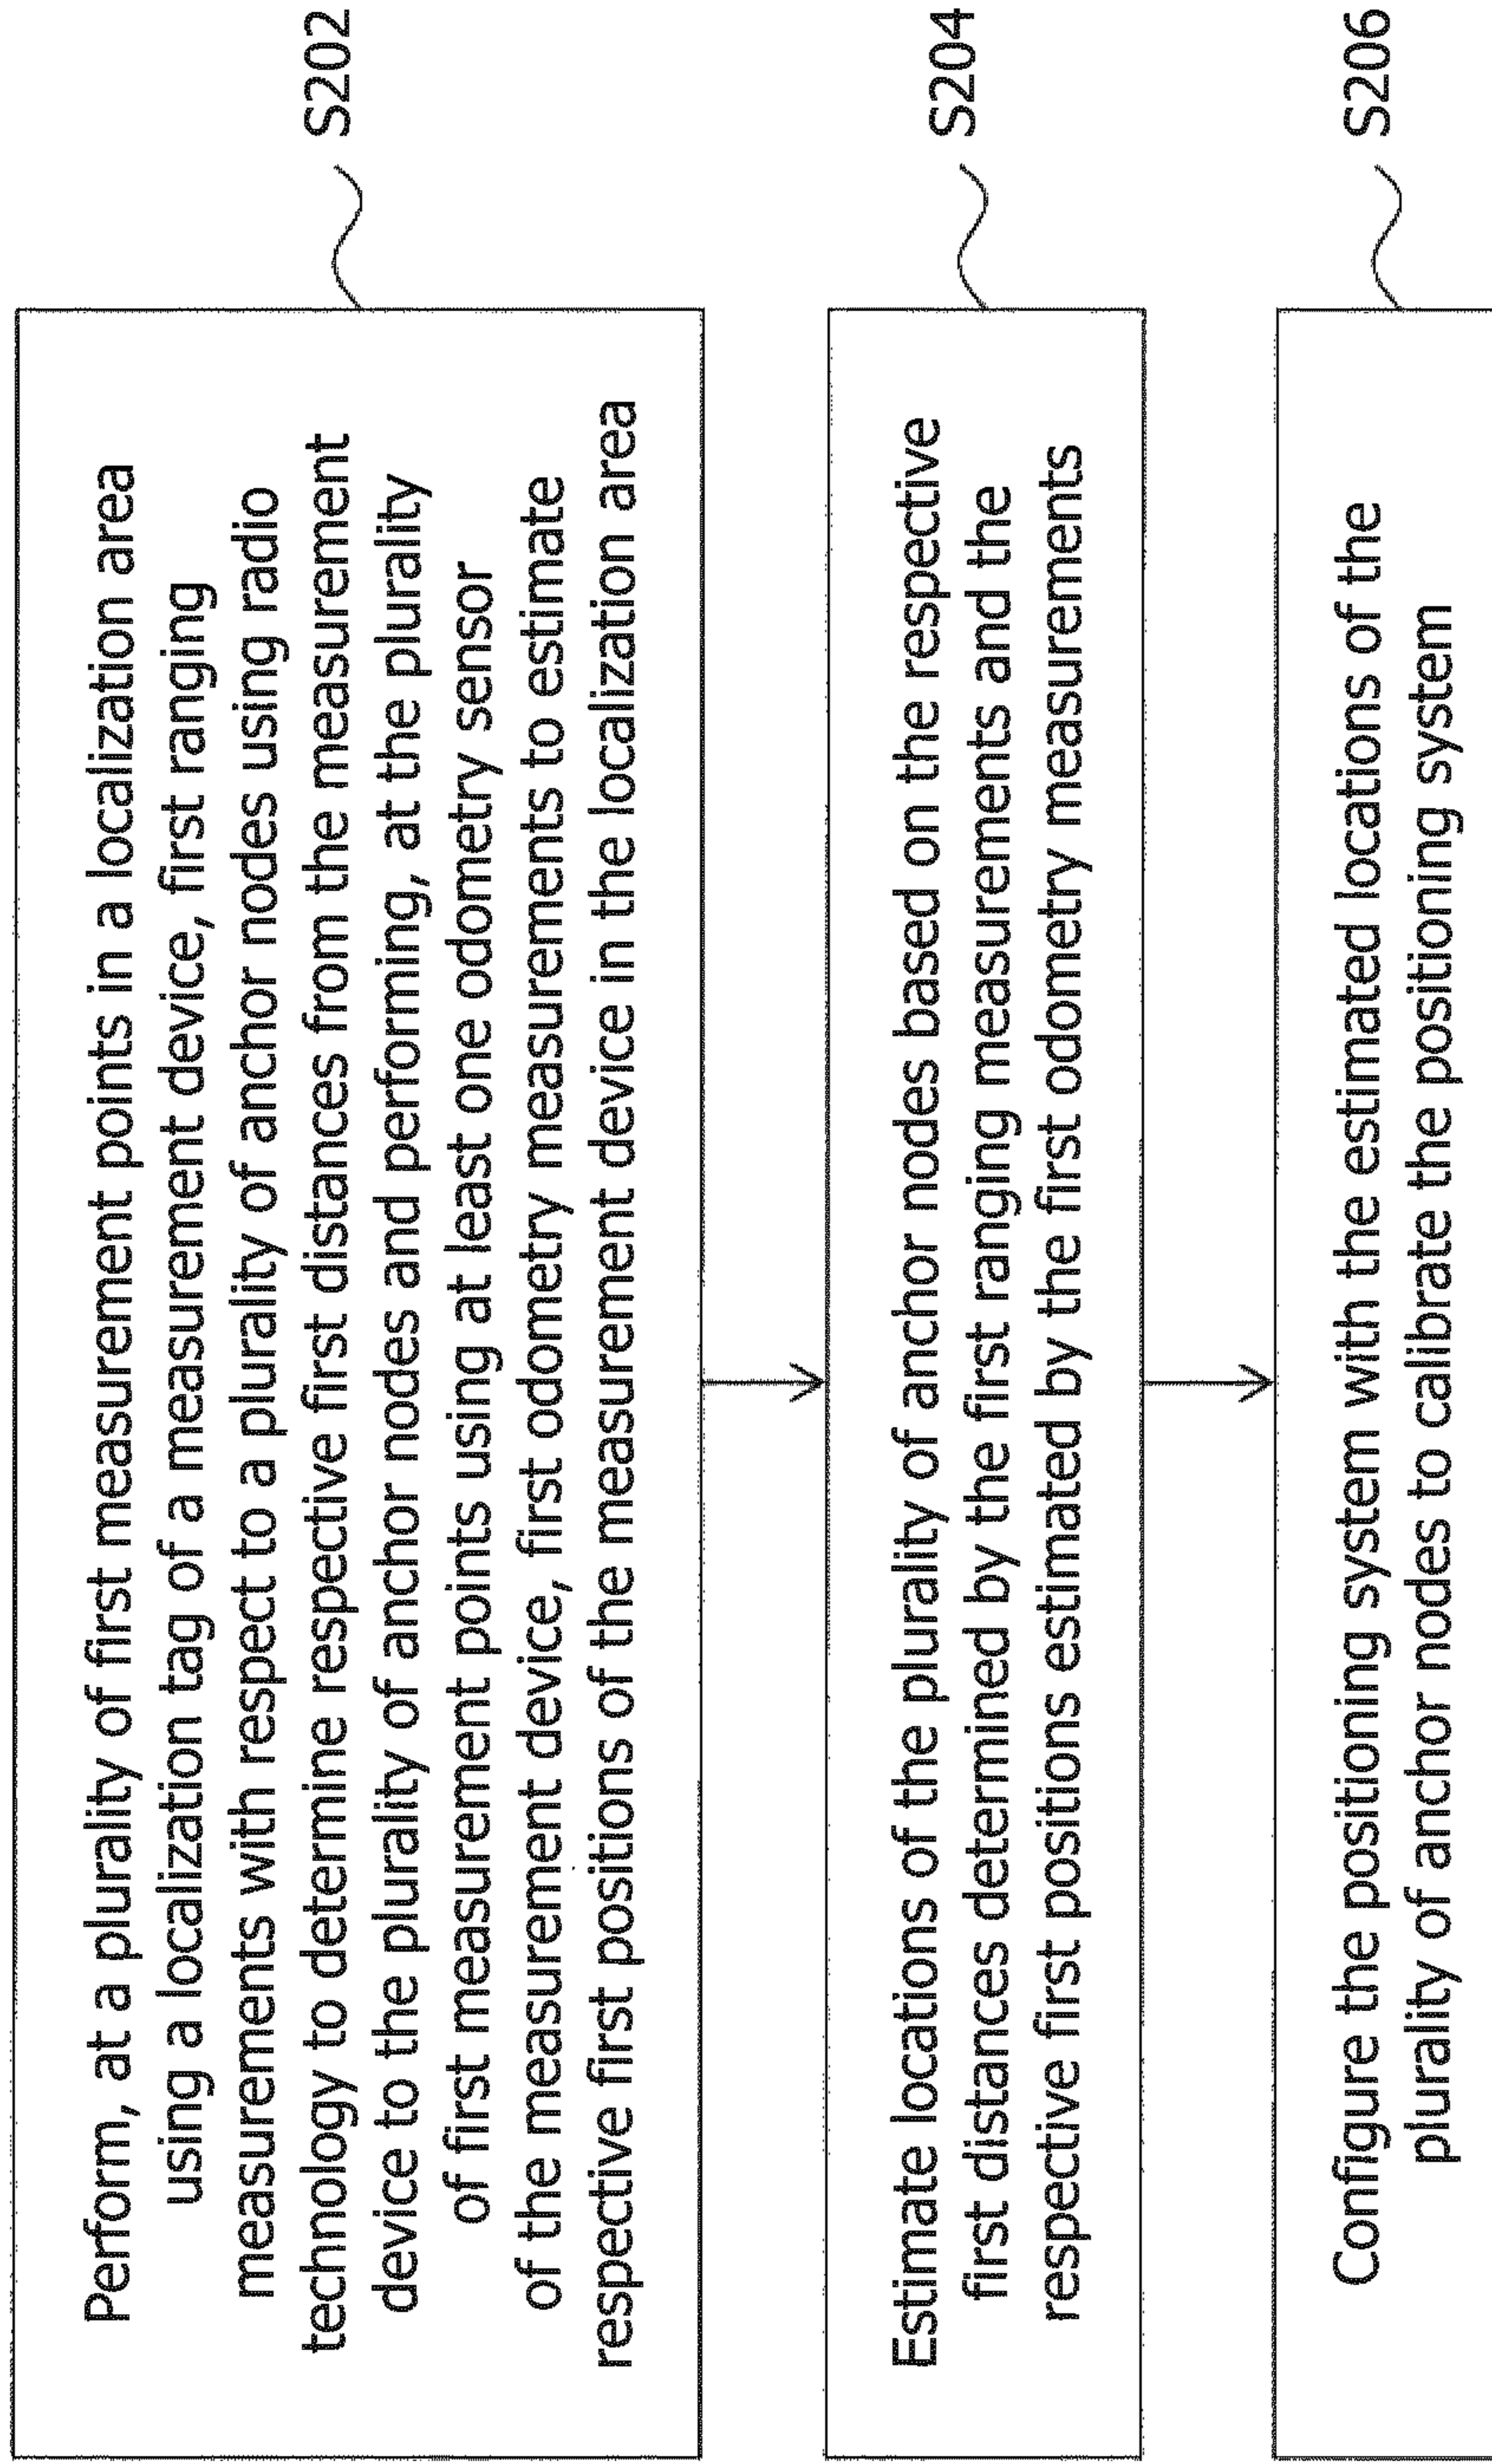 Perform, at a plurality of first measurement points in a localization area
using a localization tag of a measurement device, first ranging
measurements with respect to a plurality of anchor nodes using radio
technology to determine respective first distances from the measurement
device to the plurality of anchor nodes and performing, at the plurality
of first measurement points using at least one odometry sensor
of the measurement device, first odometry measurements to estimate
respective first positions of the measurement device in the localization area
S202
Estimate locations of the plurality of anchor nodes based on the respective
first distances determined by the first ranging measurements and the
respective first positions estimated by the first odometry measurements
S204
Configure the positioning system with the estimated locations of the
plurality of anchor nodes to calibrate the positioning system
S206